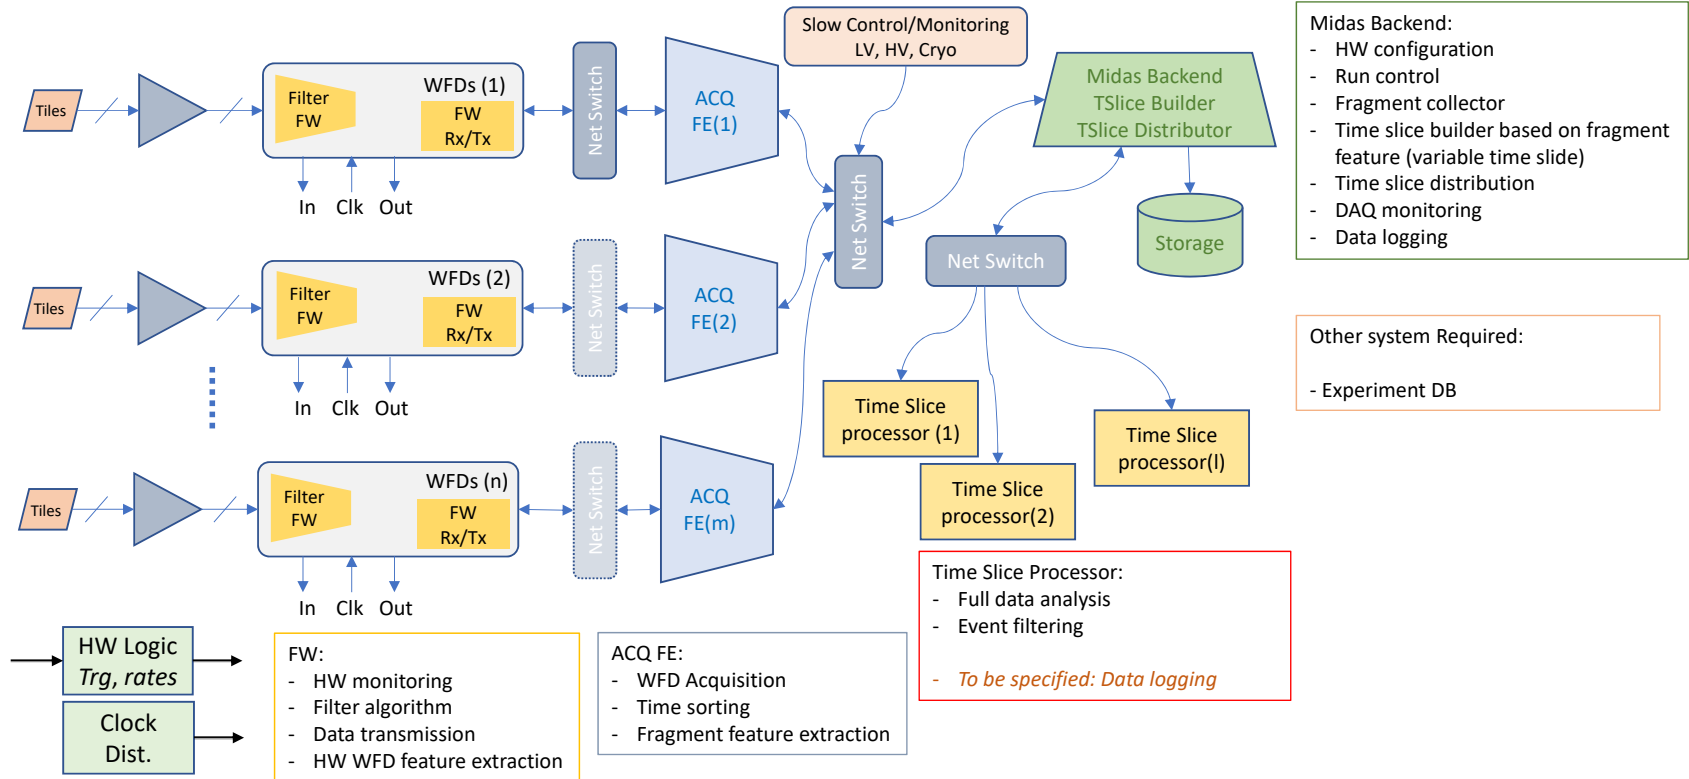 Slow Control/Monitoring
LV, HV, Cryo
Tiles
Filter
FW
WFDs (1)
FW
Rx/Tx
In
Clk
Out
Net Switch
ACQ
FE(1)
Tiles
Filter
FW
WFDs (2)
FW
Rx/Tx
In
Clk
Out
Net Switch
ACQ
FE(2)
Tiles
Filter
FW
WFDs (n)
FW
Rx/Tx
In
Clk
Out
Net Switch
ACQ
FE(m)
Net Switch
Midas Backend
TSlice Builder
TSlice Distributor
Storage
Net Switch
Time Slice
processor (1)
Time Slice
processor(2)
Time Slice
processor(l)
Midas Backend:
- HW configuration
- Run control
- Fragment collector
- Time slice builder based on fragment
feature (variable time slide)
- Time slice distribution
- DAQ monitoring
- Data logging
Other system Required:
- Experiment DB
Time Slice Processor:
- Full data analysis
- Event filtering
- To be specified: Data logging
HW Logic
Trg, rates
Clock
Dist.
FW:
- HW monitoring
- Filter algorithm
- Data transmission
- HW WFD feature extraction
ACQ FE:
- WFD Acquisition
- Time sorting
- Fragment feature extraction